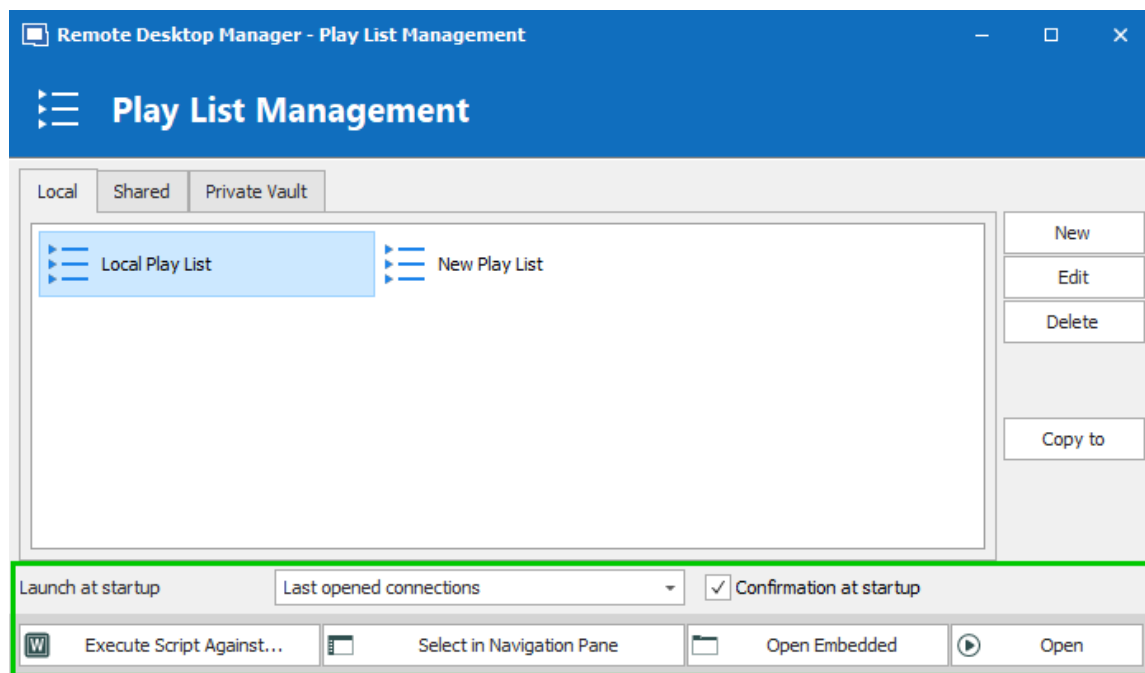 Remote Desktop Manager - Play List Management
Play List Management
Local Shared Private Vault
Local Play List New Play List
New
Edit
Delete
Copy to
Launch at startup Last opened connections Confirmation at startup
W Execute Script Against... Select in Navigation Pane Open Embedded Open